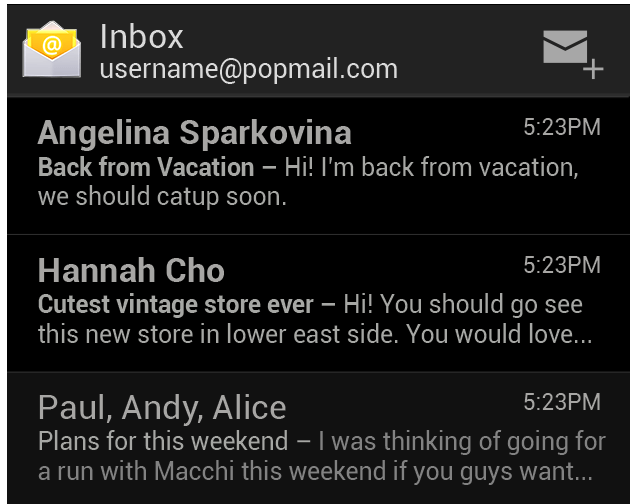 Inbox
username@popmail.com
Angelina Sparkovina
5:23PM
Back from Vacation – Hi! I'm back from vacation,
we should catup soon.
Hannah Cho
5:23PM
Cutest vintage store ever – Hi! You should go see
this new store in lower east side. You would love...
Paul, Andy, Alice
5:23PM
Plans for this weekend – I was thinking of going for
a run with Macchi this weekend if you guys want...